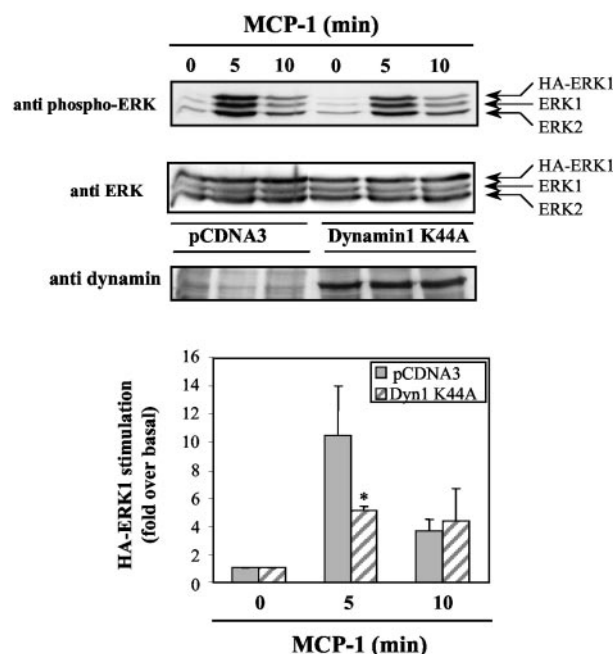 MCP-1 (min)
0 5 10 0 5 10
anti phospho-ERK
HA-ERK1
ERK1
ERK2
anti ERK
HA-ERK1
ERK1
ERK2
pCDNA3 Dynamin1 K44A
anti dynamin
HA-ERK1 stimulation
(fold over basal)
16
14
12
10
8
6
4
2
0
pCDNA3
Dyn1 K44A
*
0 5 10
MCP-1 (min)